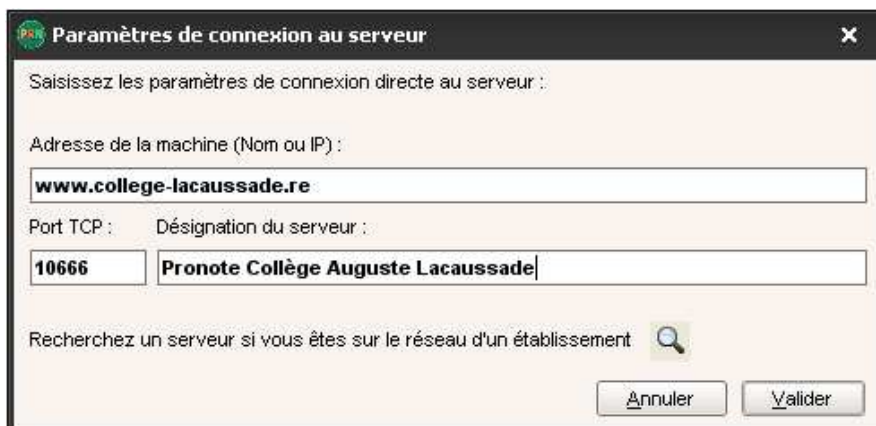 PRN Paramètres de connexion au serveur
Saisissez les paramètres de connexion directe au serveur :
Adresse de la machine (Nom ou IP) :
www.college-lacaussade.re
Port TCP : Désignation du serveur :
10666 Pronote Collège Auguste Lacaussade
Recherchez un serveur si vous êtes sur le réseau d'un établissement
Annuler Valider